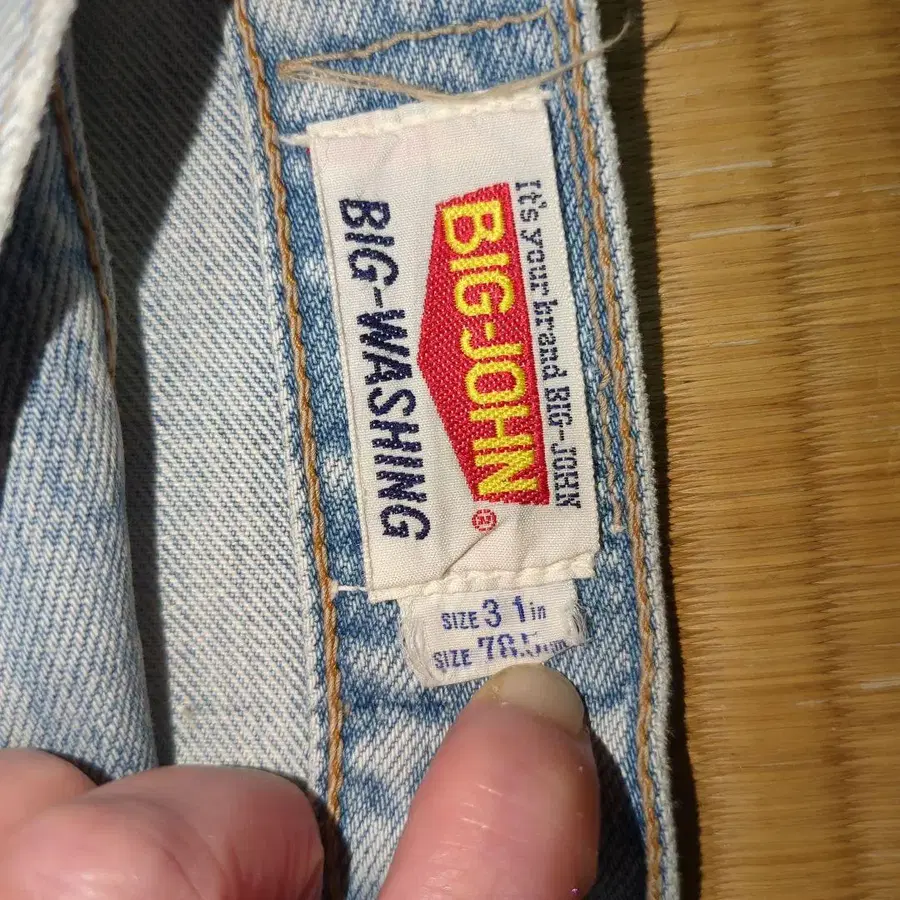 It's your brand BIG-JOHN
BIG-JOHN®
BIG-WASHING
SIZE 31in
SIZE 78.5cm